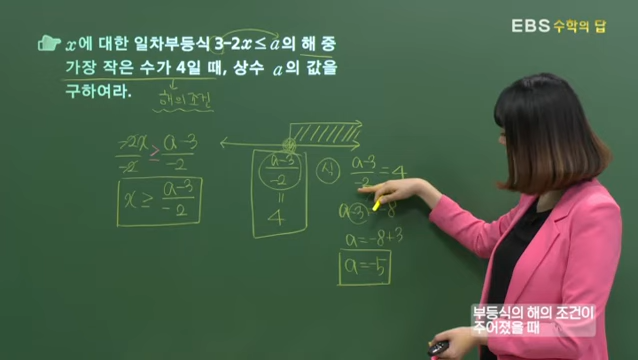 EBS 수학의 답
x에 대한 일차부등식 3-2x≤a의 해 중
가장 작은 수가 4일 때, 상수 a의 값을
구하여라.
해의 조건
-2x/-2 ≥ a-3/-2
x ≥ a-3/-2
a-3/-2
=
4
a-3/-2 = 4
a-3 = -8
a=-8+3
a=-5
부등식의 해의 조건이
주어졌을 때